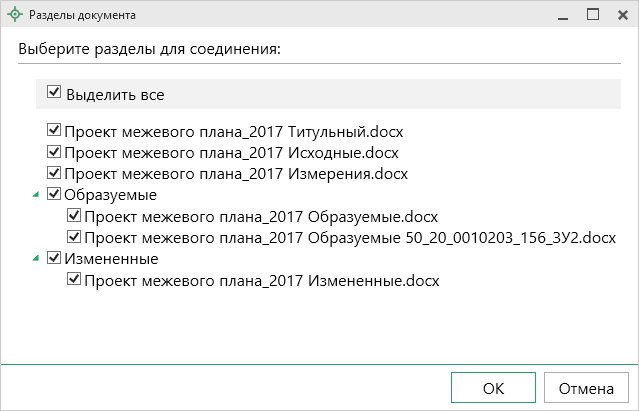 Разделы документа
Выберите разделы для соединения:
Выделить все
Проект межевого плана_2017 Титульный.docx
Проект межевого плана_2017 Исходные.docx
Проект межевого плана_2017 Измерения.docx
Образуемые
Проект межевого плана_2017 Образуемые.docx
Проект межевого плана_2017 Образуемые 50_20_0010203_156_ЗУ2.docx
Измененные
Проект межевого плана_2017 Измененные.docx
ОК Отмена